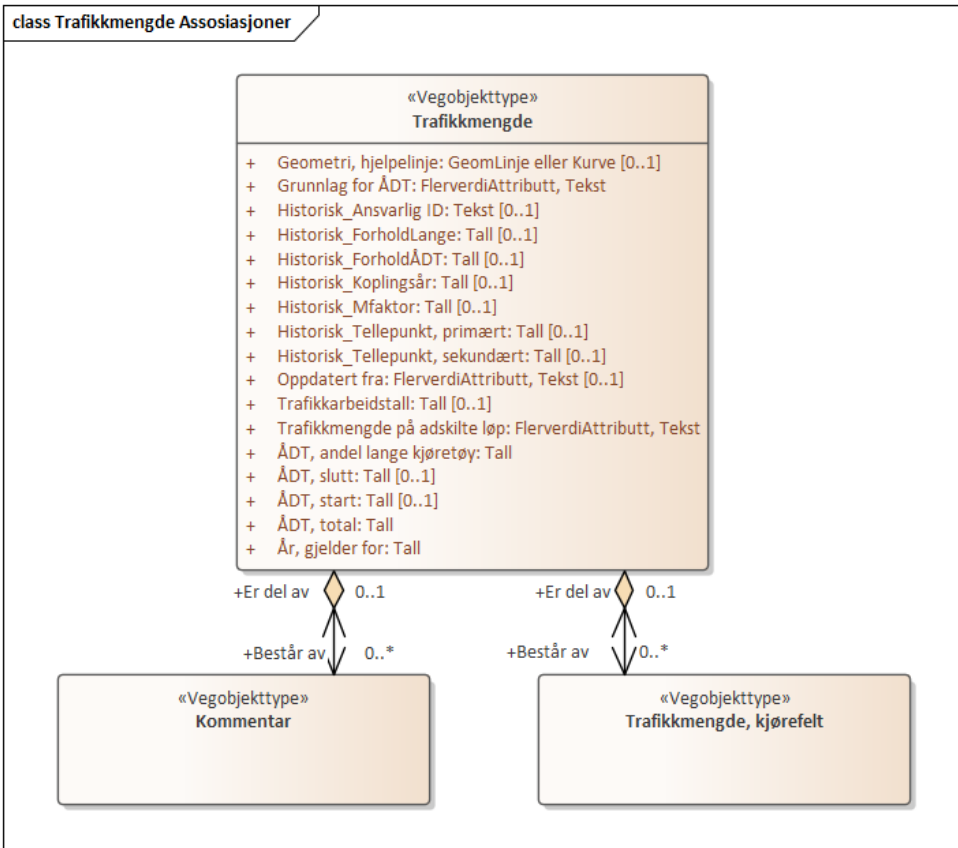 class Trafikkmengde Assosiasjoner
«Vegobjekttype»
Trafikkmengde
+ Geometri, hjelpelinje: GeomLinje eller Kurve [0..1]
+ Grunnlag for ÅDT: FlerverdiAttributt, Tekst
+ Historisk_Ansvarlig ID: Tekst [0..1]
+ Historisk_ForholdLange: Tall [0..1]
+ Historisk_ForholdÅDT: Tall [0..1]
+ Historisk_Koplingsår: Tall [0..1]
+ Historisk_Mfaktor: Tall [0..1]
+ Historisk_Tellepunkt, primært: Tall [0..1]
+ Historisk_Tellepunkt, sekundært: Tall [0..1]
+ Oppdatert fra: FlerverdiAttributt, Tekst [0..1]
+ Trafikkarbeidstall: Tall [0..1]
+ Trafikkmengde på adskilte løp: FlerverdiAttributt, Tekst
+ ÅDT, andel lange kjøretøy: Tall
+ ÅDT, slutt: Tall [0..1]
+ ÅDT, start: Tall [0..1]
+ ÅDT, total: Tall
+ År, gjelder for: Tall
+Er del av 0..1
+Er del av 0..1
+Består av 0..*
+Består av 0..*
«Vegobjekttype»
Kommentar
«Vegobjekttype»
Trafikkmengde, kjørefelt